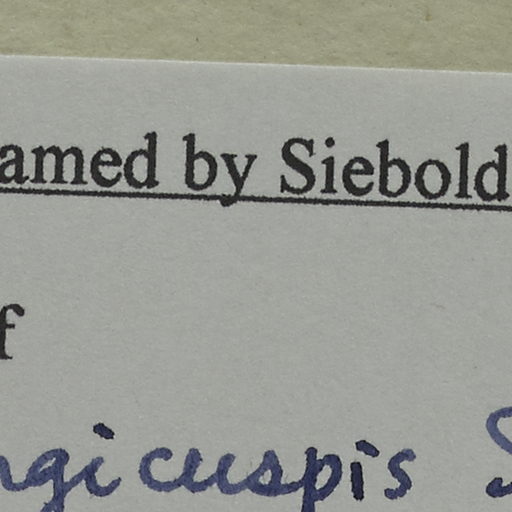 amed by Siebold
f
ngicuspis S